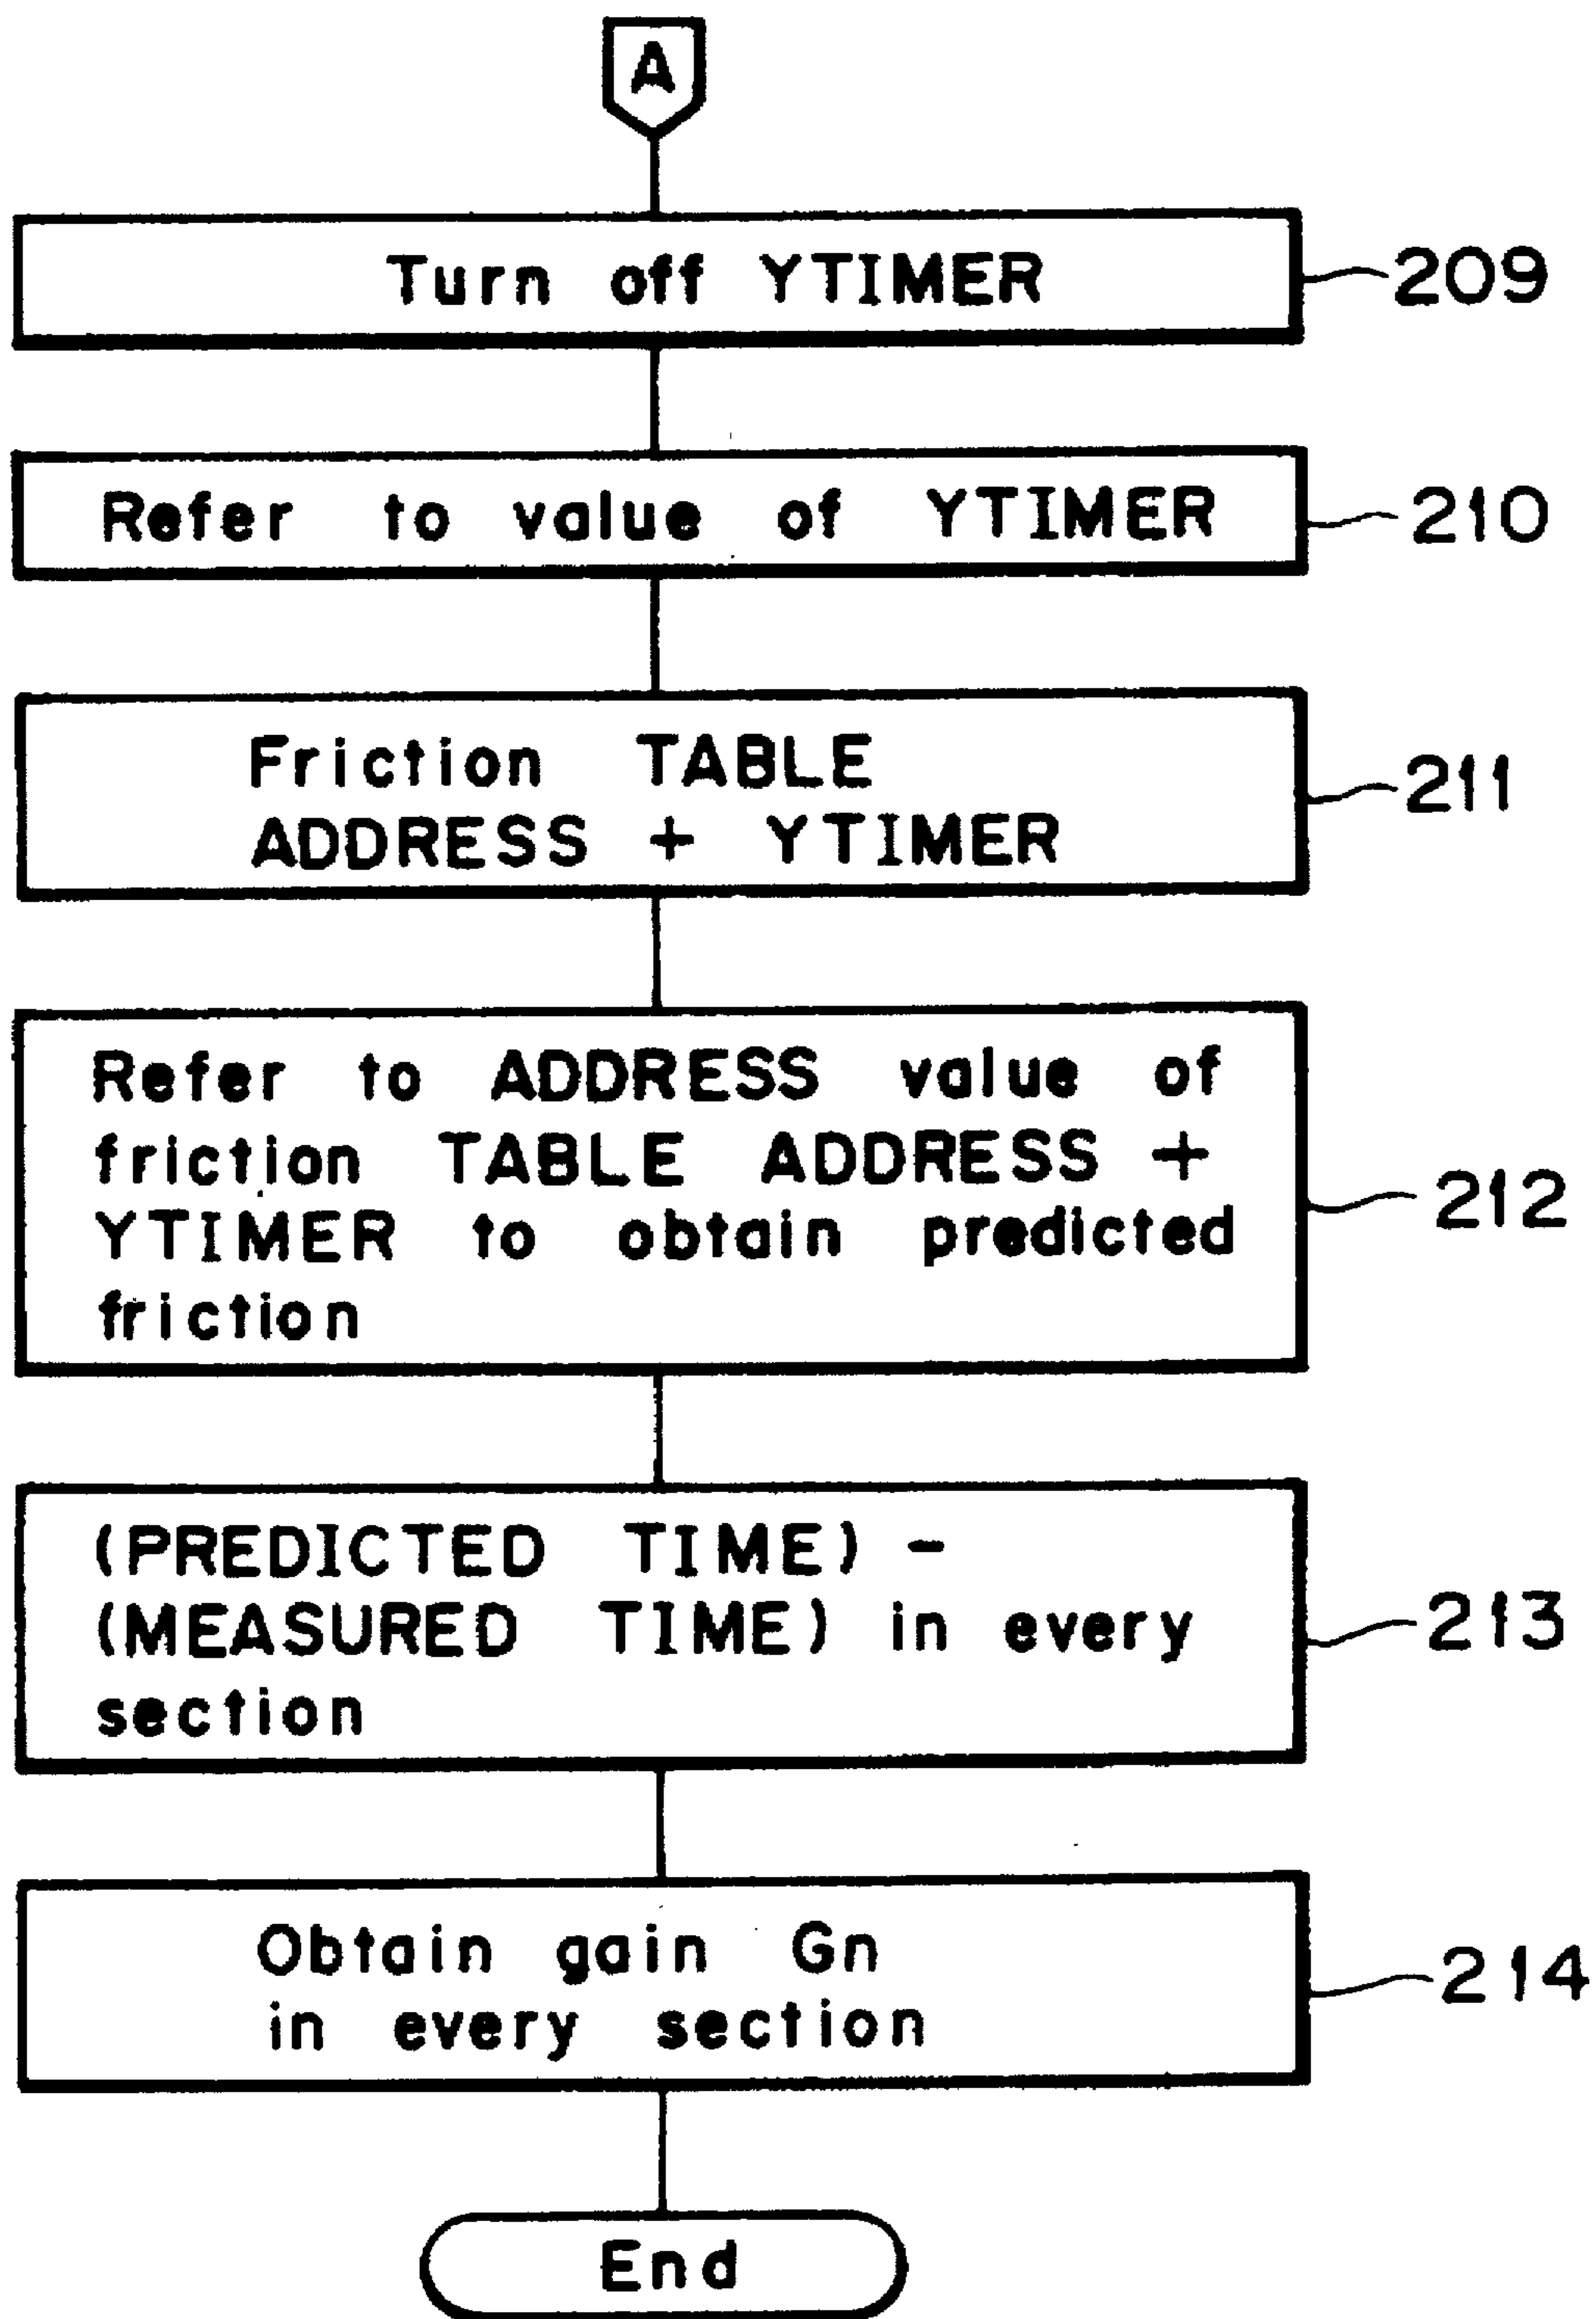 A
Turn off YTIMER
209
Refer to value of YTIMER
210
Friction TABLE
ADDRESS + YTIMER
211
Refer to ADDRESS value of
friction TABLE ADDRESS +
YTIMER to obtain predicted
friction
212
(PREDICTED TIME) -
(MEASURED TIME) in every
section
213
Obtain gain Gn
in every section
214
End